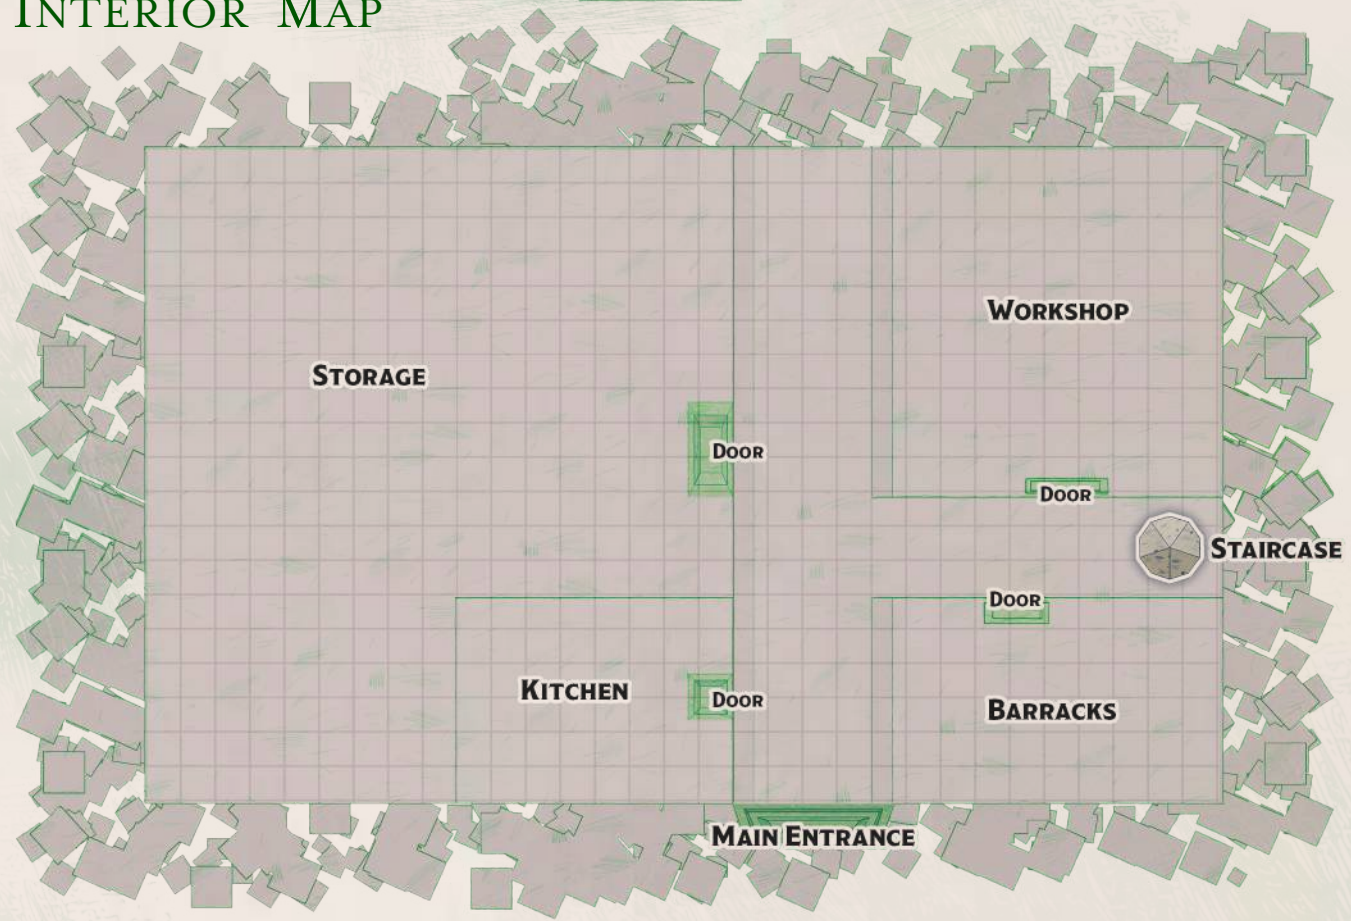 INTERIOR MAP
WORKSHOP
STORAGE
DOOR
DOOR
STAIRCASE
DOOR
KITCHEN
DOOR
BARRACKS
MAIN ENTRANCE